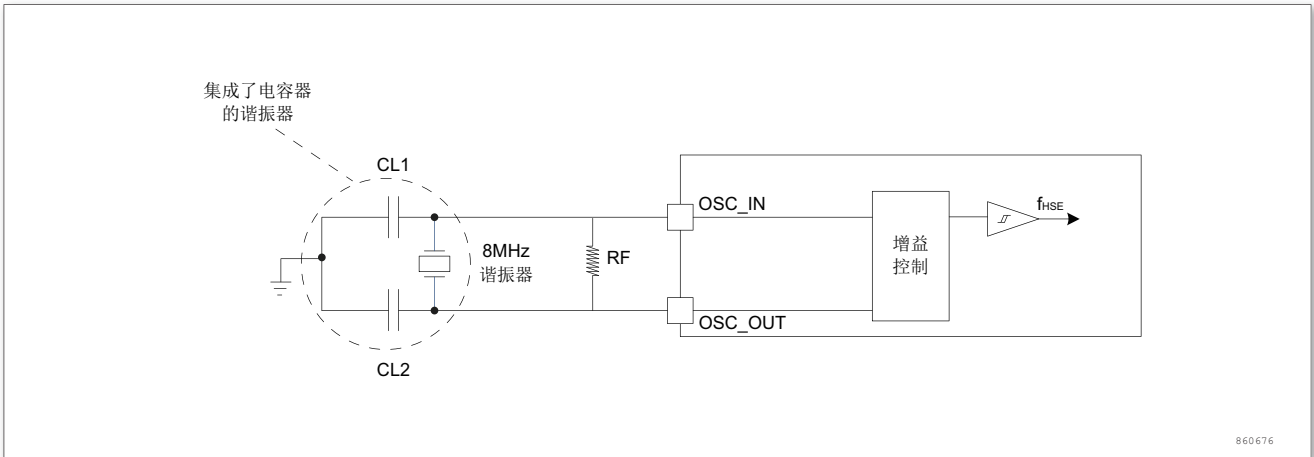 集成了电容器
的谐振器
CL1
OSC_IN
fHSE
8MHz
谐振器
RF
增益
控制
OSC_OUT
CL2
860676